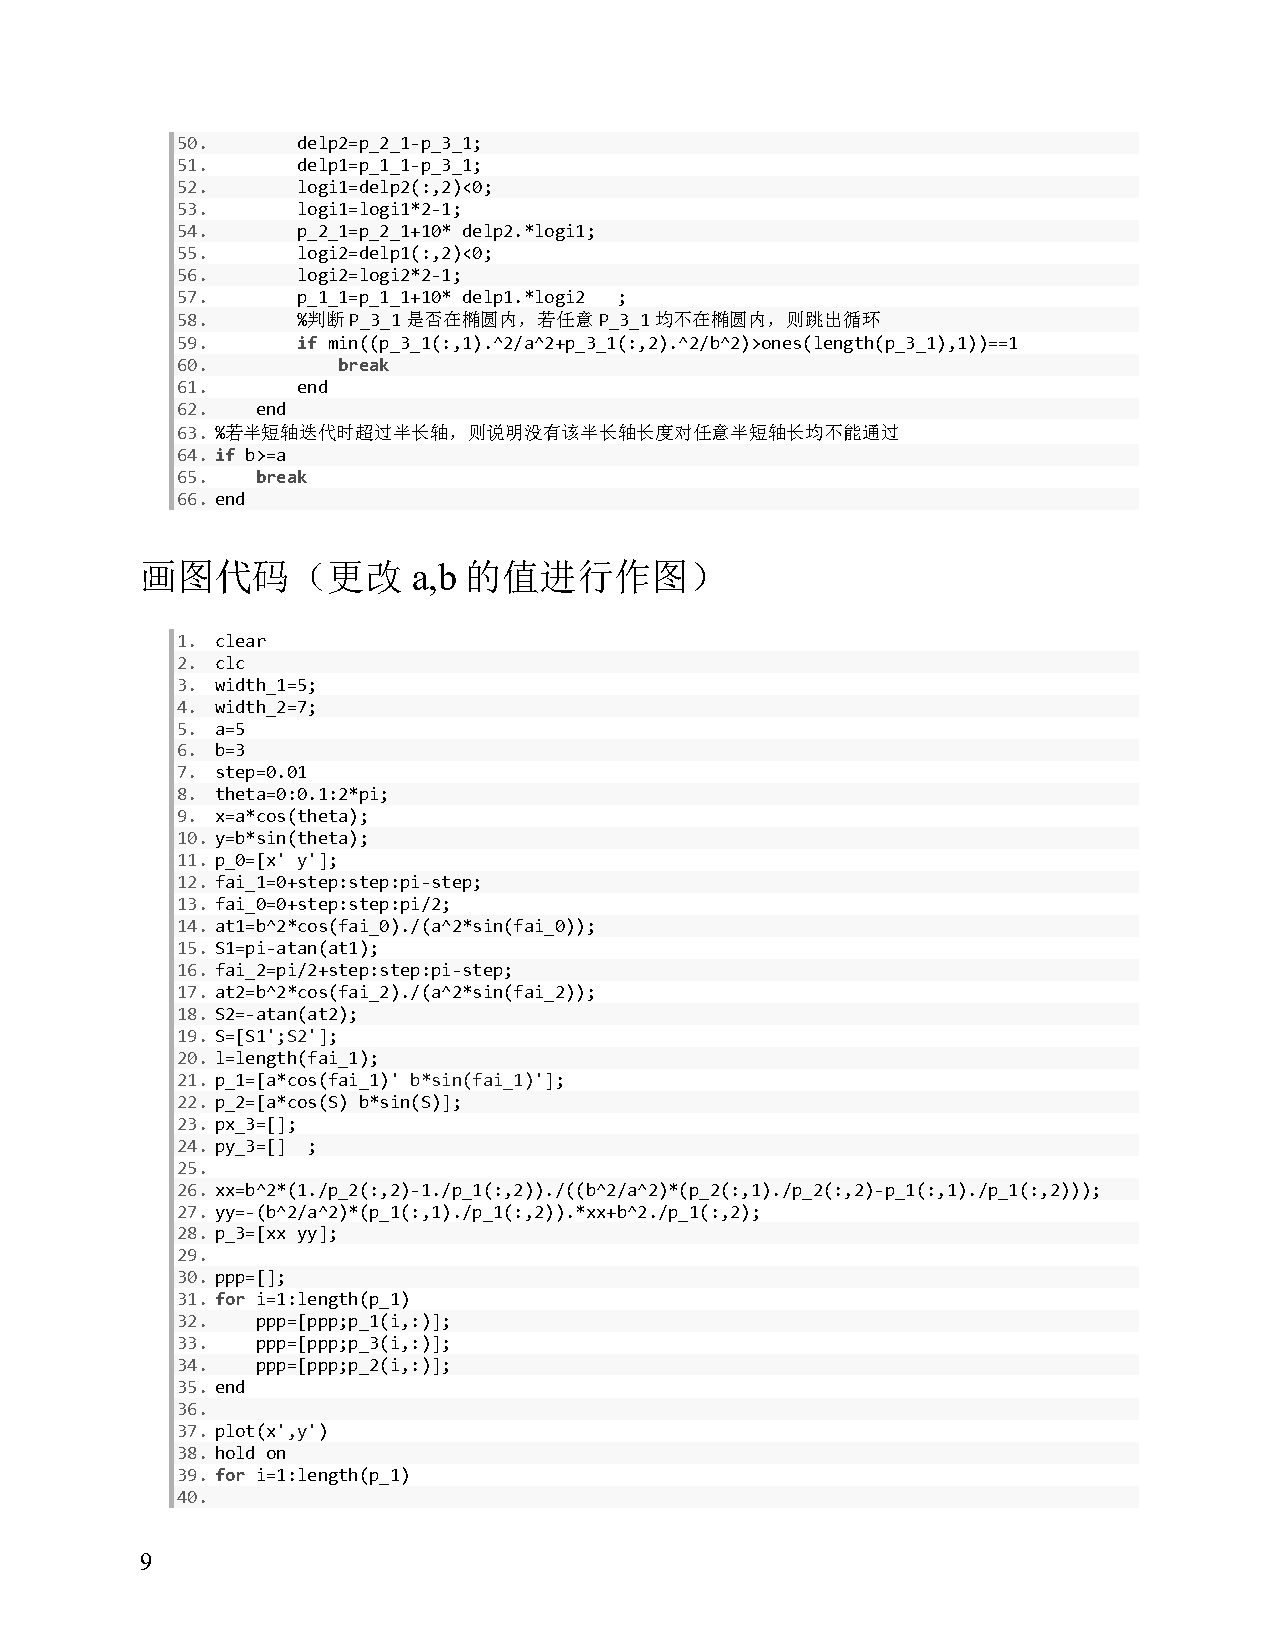 50.         delp2=p_2_1-p_3_1;
51.         delp1=p_1_1-p_3_1;
52.         logi1=delp2(:,2)<0;
53.         logi1=logi1*2-1;
54.         p_2_1=p_2_1+10* delp2.*logi1;
55.         logi2=delp1(:,2)<0;
56.         logi2=logi2*2-1;
57.         p_1_1=p_1_1+10* delp1.*logi2   ;
58.         %判断 P_3_1 是否在椭圆内，若任意 P_3_1 均不在椭圆内，则跳出循环
59.         if min((p_3_1(:,1).^2/a^2+p_3_1(:,2).^2/b^2)>ones(length(p_3_1),1))==1
60.             break
61.         end
62.     end
63. %若半短轴迭代时超过半长轴，则说明没有该半长轴长度对任意半短轴长均不能通过
64. if b>=a
65.     break
66. end
画图代码（更改 a,b 的值进行作图）
1.  clear
2.  clc
3.  width_1=5;
4.  width_2=7;
5.  a=5
6.  b=3
7.  step=0.01
8.  theta=0:0.1:2*pi;
9.  x=a*cos(theta);
10. y=b*sin(theta);
11. p_0=[x' y'];
12. fai_1=0+step:step:pi-step;
13. fai_0=0+step:step:pi/2;
14. at1=b^2*cos(fai_0)./(a^2*sin(fai_0));
15. S1=pi-atan(at1);
16. fai_2=pi/2+step:step:pi-step;
17. at2=b^2*cos(fai_2)./(a^2*sin(fai_2));
18. S2=-atan(at2);
19. S=[S1';S2'];
20. l=length(fai_1);
21. p_1=[a*cos(fai_1)' b*sin(fai_1)'];
22. p_2=[a*cos(S) b*sin(S)];
23. px_3=[];
24. py_3=[]  ;
25.
26. xx=b^2*(1./p_2(:,2)-1./p_1(:,2))./((b^2/a^2)*(p_2(:,1)./p_2(:,2)-p_1(:,1)./p_1(:,2)));
27. yy=-(b^2/a^2)*(p_1(:,1)./p_1(:,2)).*xx+b^2./p_1(:,2);
28. p_3=[xx yy];
29.
30. ppp=[];
31. for i=1:length(p_1)
32.     ppp=[ppp;p_1(i,:)];
33.     ppp=[ppp;p_3(i,:)];
34.     ppp=[ppp;p_2(i,:)];
35. end
36.
37. plot(x',y')
38. hold on
39. for i=1:length(p_1)
40.
9